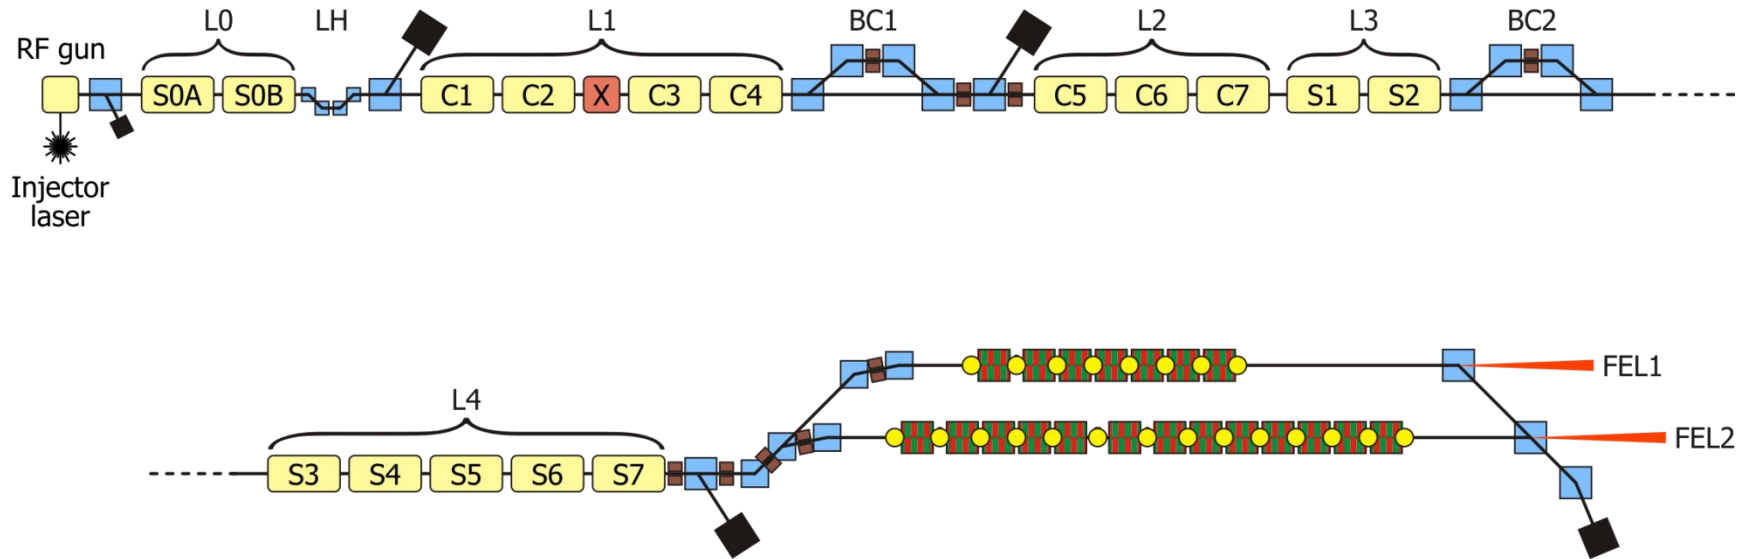 L0
LH
L1
BC1
L2
L3
BC2
RF gun
S0A
S0B
C1
C2
X
C3
C4
C5
C6
C7
S1
S2
Injector
laser
FEL1
L4
FEL2
S3
S4
S5
S6
S7